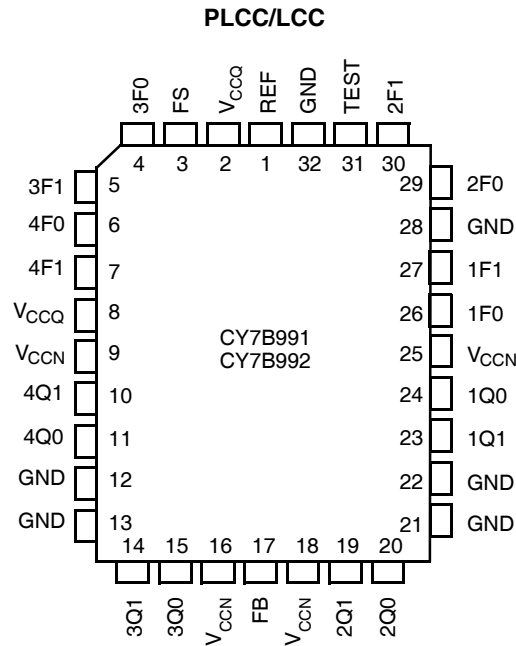 PLCC/LCC
3F0 FS VCCQ REF GND TEST 2F1
4 3 2 1 32 31 30
3F1 5 29 2F0
4F0 6 28 GND
4F1 7 27 1F1
VCCQ 8 26 1F0
CY7B991
CY7B992
VCCN 9 25 VCCN
4Q1 10 24 1Q0
4Q0 11 23 1Q1
GND 12 22 GND
GND 13 21 GND
14 15 16 17 18 19 20
3Q1 3Q0 VCCN FB VCCN 2Q1 2Q0